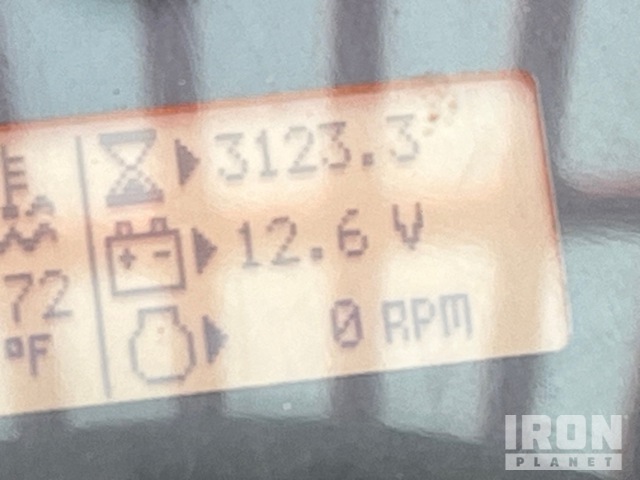 3123.3
12.6 V
72
0 RPM
°F
IRON
PLANET